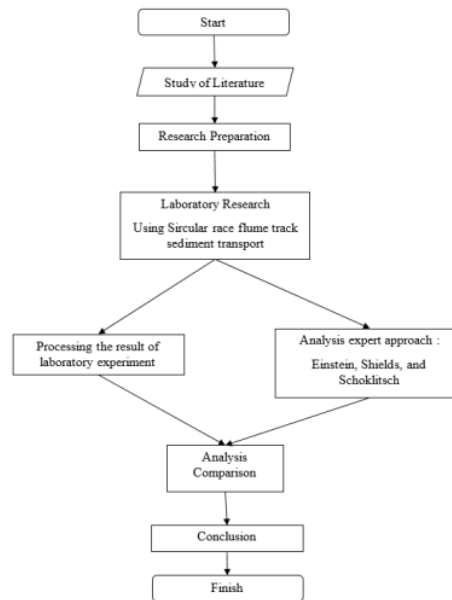 Start
Study of Literature
Research Preparation
Laboratory Research
Using Sircular race flume track
sediment transport
Processing the result of
laboratory experiment
Analysis expert approach :
Einstein, Shields, and
Schoklitsch
Analysis
Comparison
Conclusion
Finish